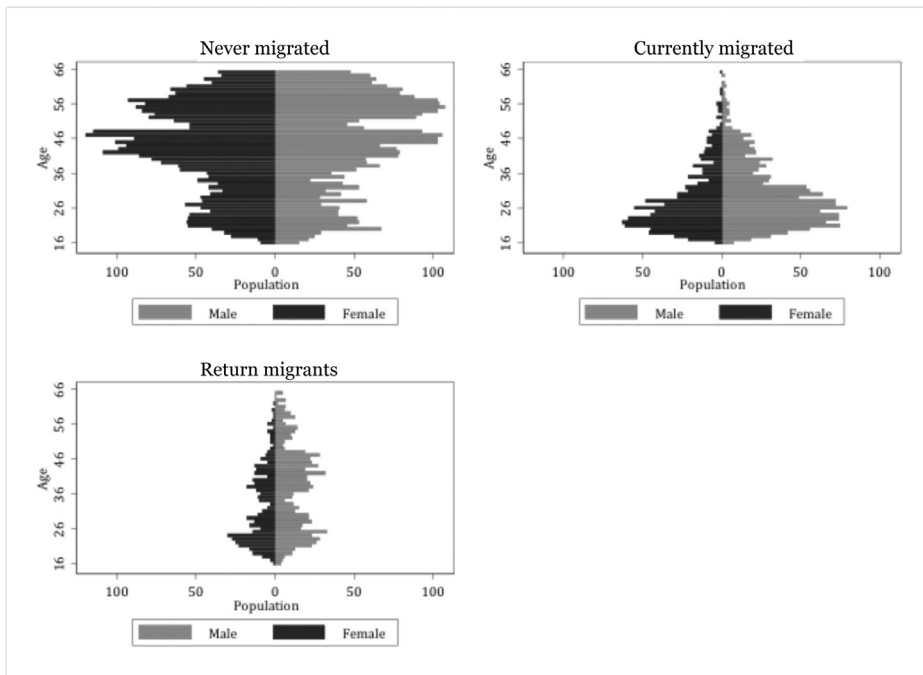 Never migrated
66
56
46
36
26
16
Age
100 50 0 50 100
Population
Male Female
Currently migrated
66
56
46
36
26
16
Age
100 50 0 50 100
Population
Male Female
Return migrants
66
56
46
36
26
16
Age
100 50 0 50 100
Population
Male Female